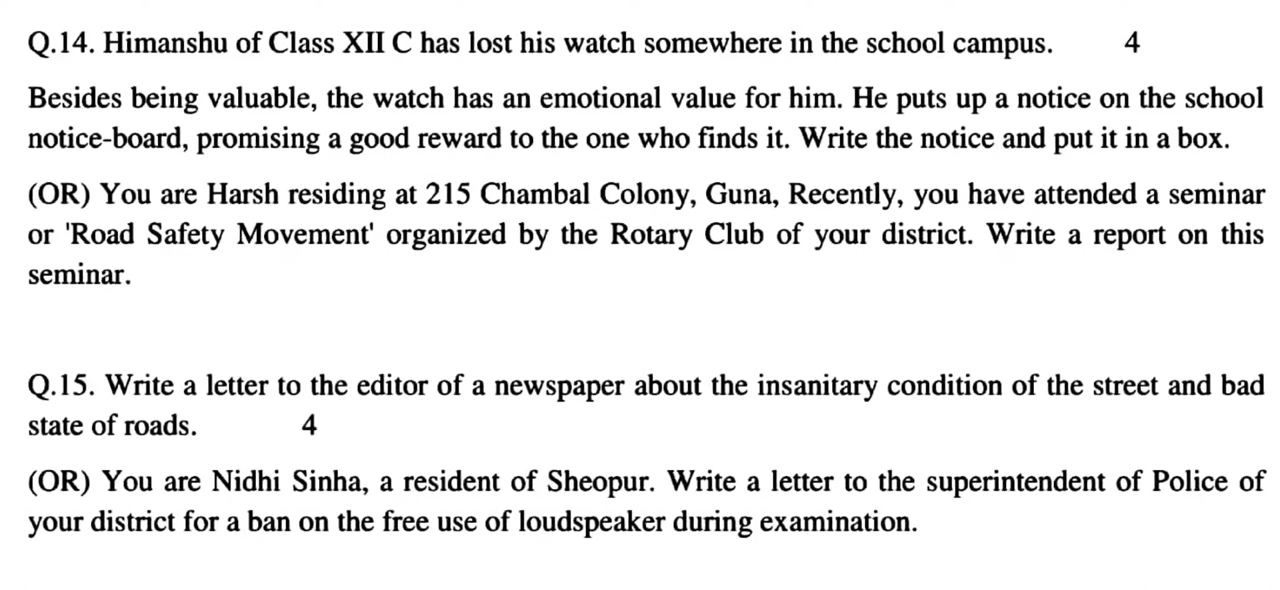 Q.14. Himanshu of Class XII C has lost his watch somewhere in the school campus. 4
Besides being valuable, the watch has an emotional value for him. He puts up a notice on the school
notice-board, promising a good reward to the one who finds it. Write the notice and put it in a box.
(OR) You are Harsh residing at 215 Chambal Colony, Guna, Recently, you have attended a seminar
or 'Road Safety Movement' organized by the Rotary Club of your district. Write a report on this
seminar.
Q.15. Write a letter to the editor of a newspaper about the insanitary condition of the street and bad
state of roads. 4
(OR) You are Nidhi Sinha, a resident of Sheopur. Write a letter to the superintendent of Police of
your district for a ban on the free use of loudspeaker during examination.